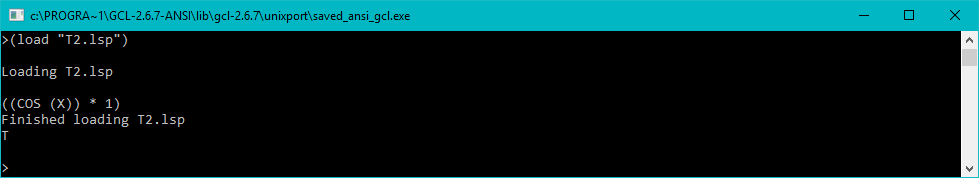 c:\PROGRA~1\GCL-2.6.7-ANSI\lib\gcl-2.6.7\unixport\saved_ansi_gcl.exe
>(load "T2.lsp")
Loading T2.lsp
((COS (X)) * 1)
Finished loading T2.lsp
T
>